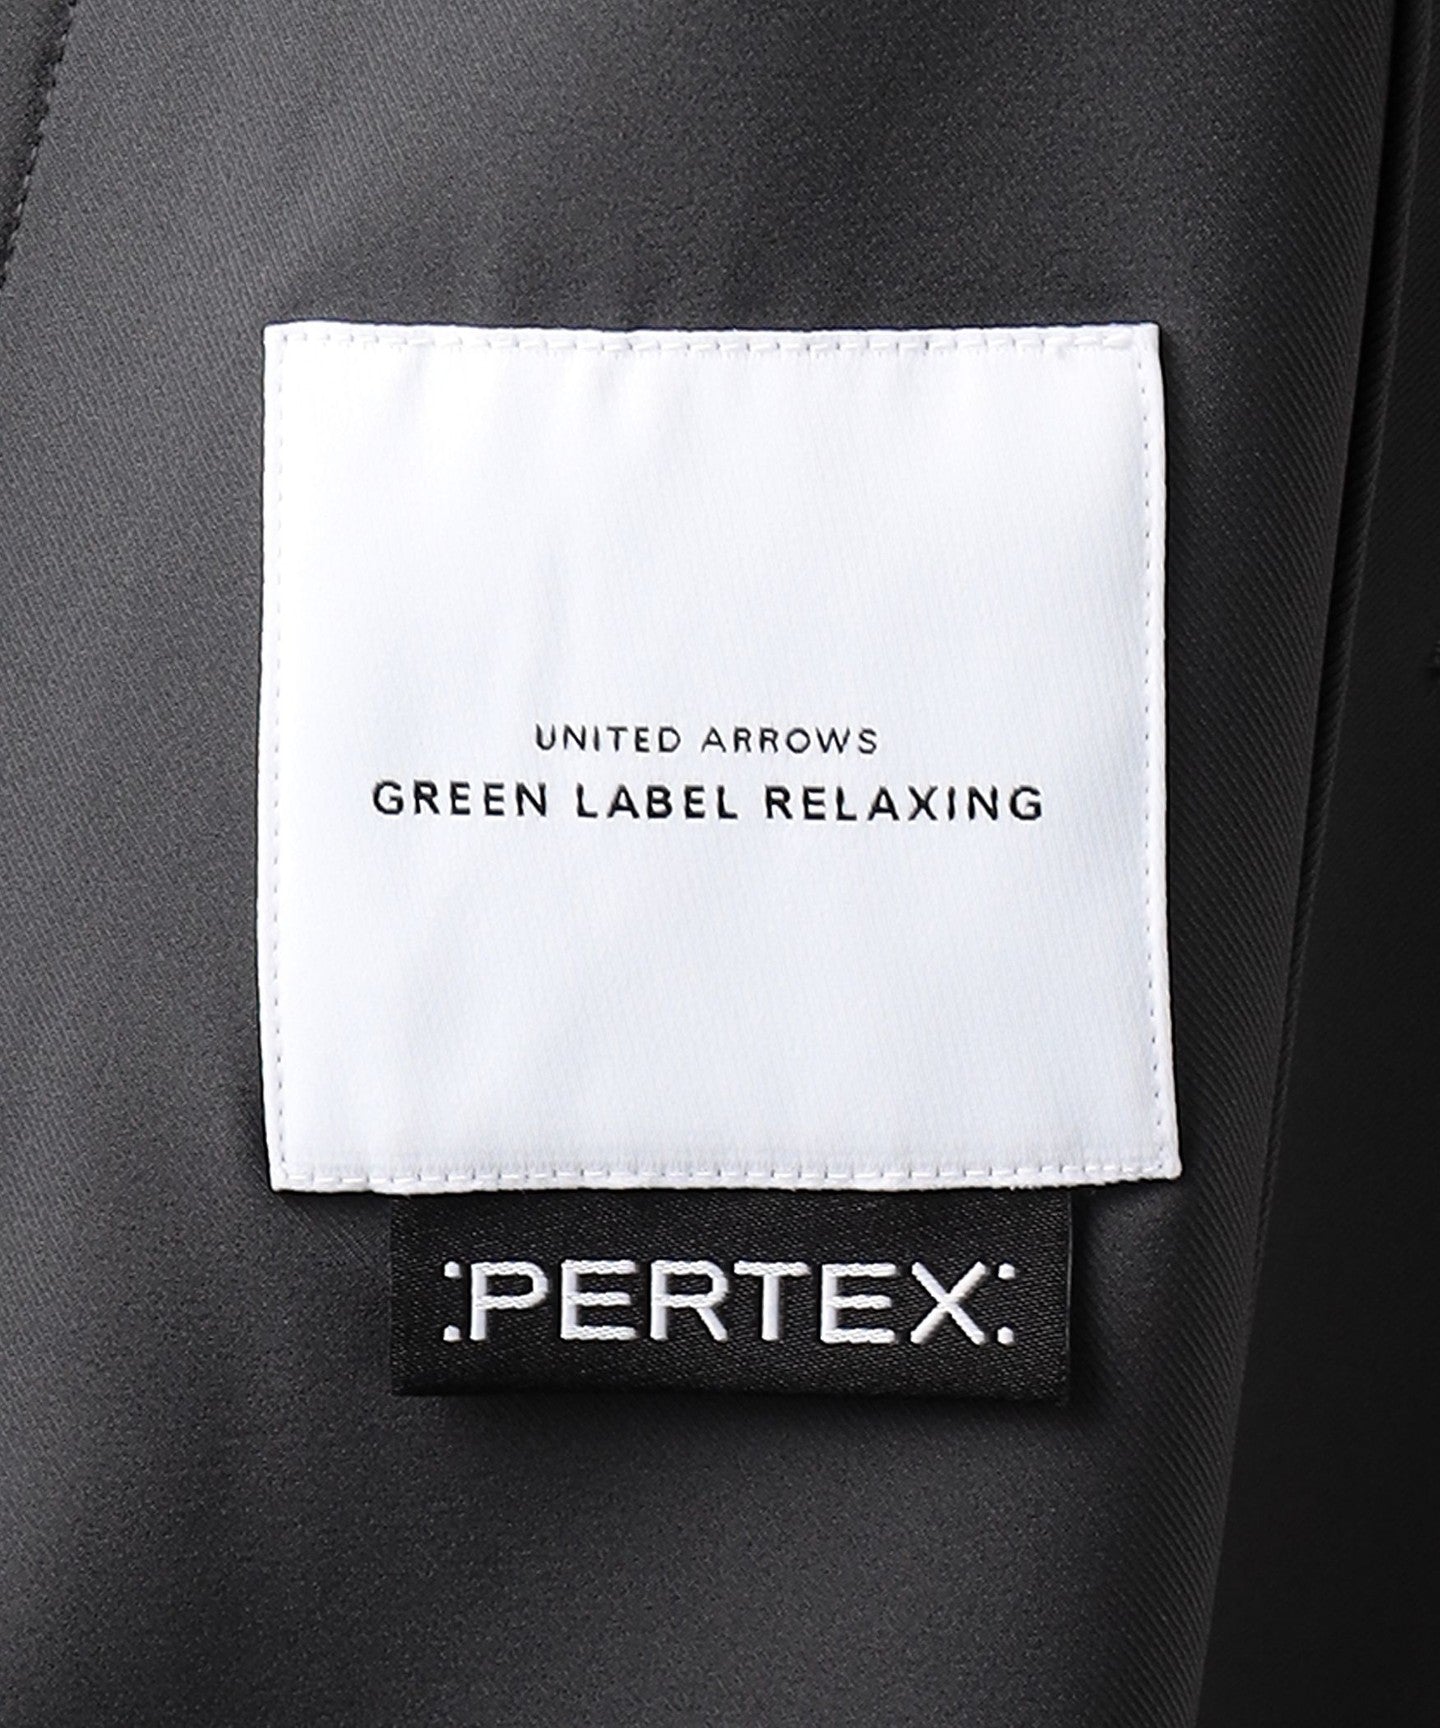 UNITED ARROWS
GREEN LABEL RELAXING
:PERTEX: